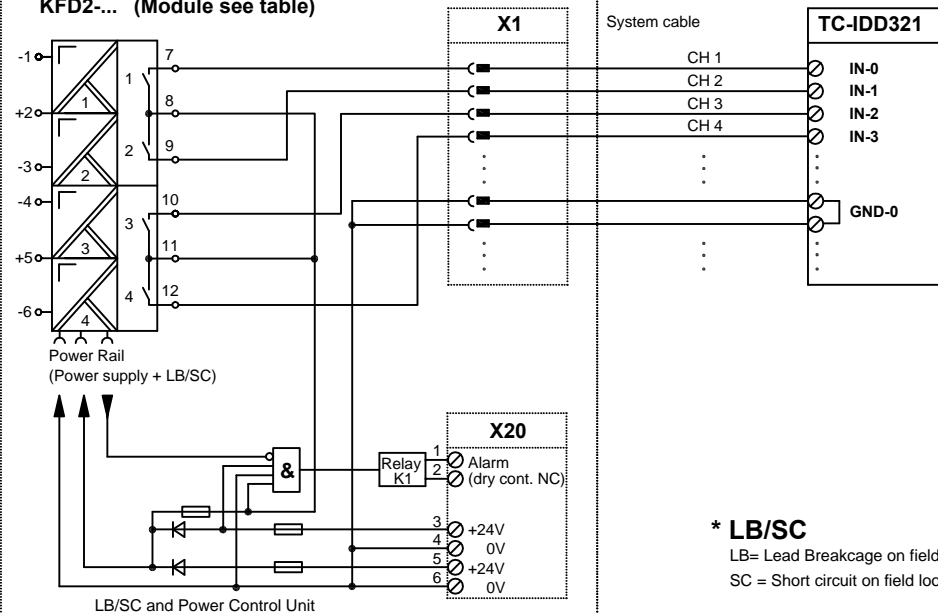 KFD2-... (Module see table)
X1
System cable
TC-IDD321
-1
7
1
1
8
+2
2
9
-3
2
-4
10
3
3
11
+5
4
12
-6
4
CH 1
CH 2
CH 3
CH 4
IN-0
IN-1
IN-2
IN-3
GND-0
Power Rail
(Power supply + LB/SC)
X20
&
Relay
K1
1
2
Alarm
(dry cont. NC)
3 +24V
4 0V
5 +24V
6 0V
LB/SC and Power Control Unit
* LB/SC
LB= Lead Breakcage on field
SC = Short circuit on field